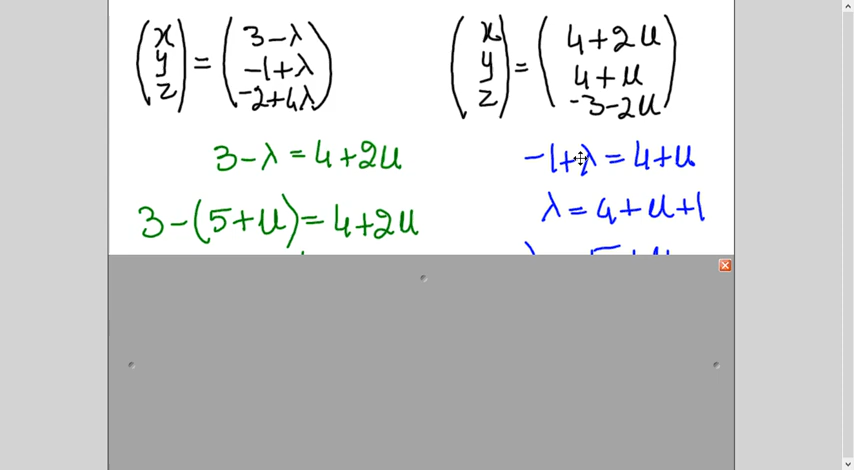 (x y z) = (3-λ -1+λ -2+4λ)
(x y z) = (4+2u 4+u -3-2u)
3-λ = 4+2u
-1+λ = 4+u
3-(5+u) = 4+2u
λ = 4+u+1